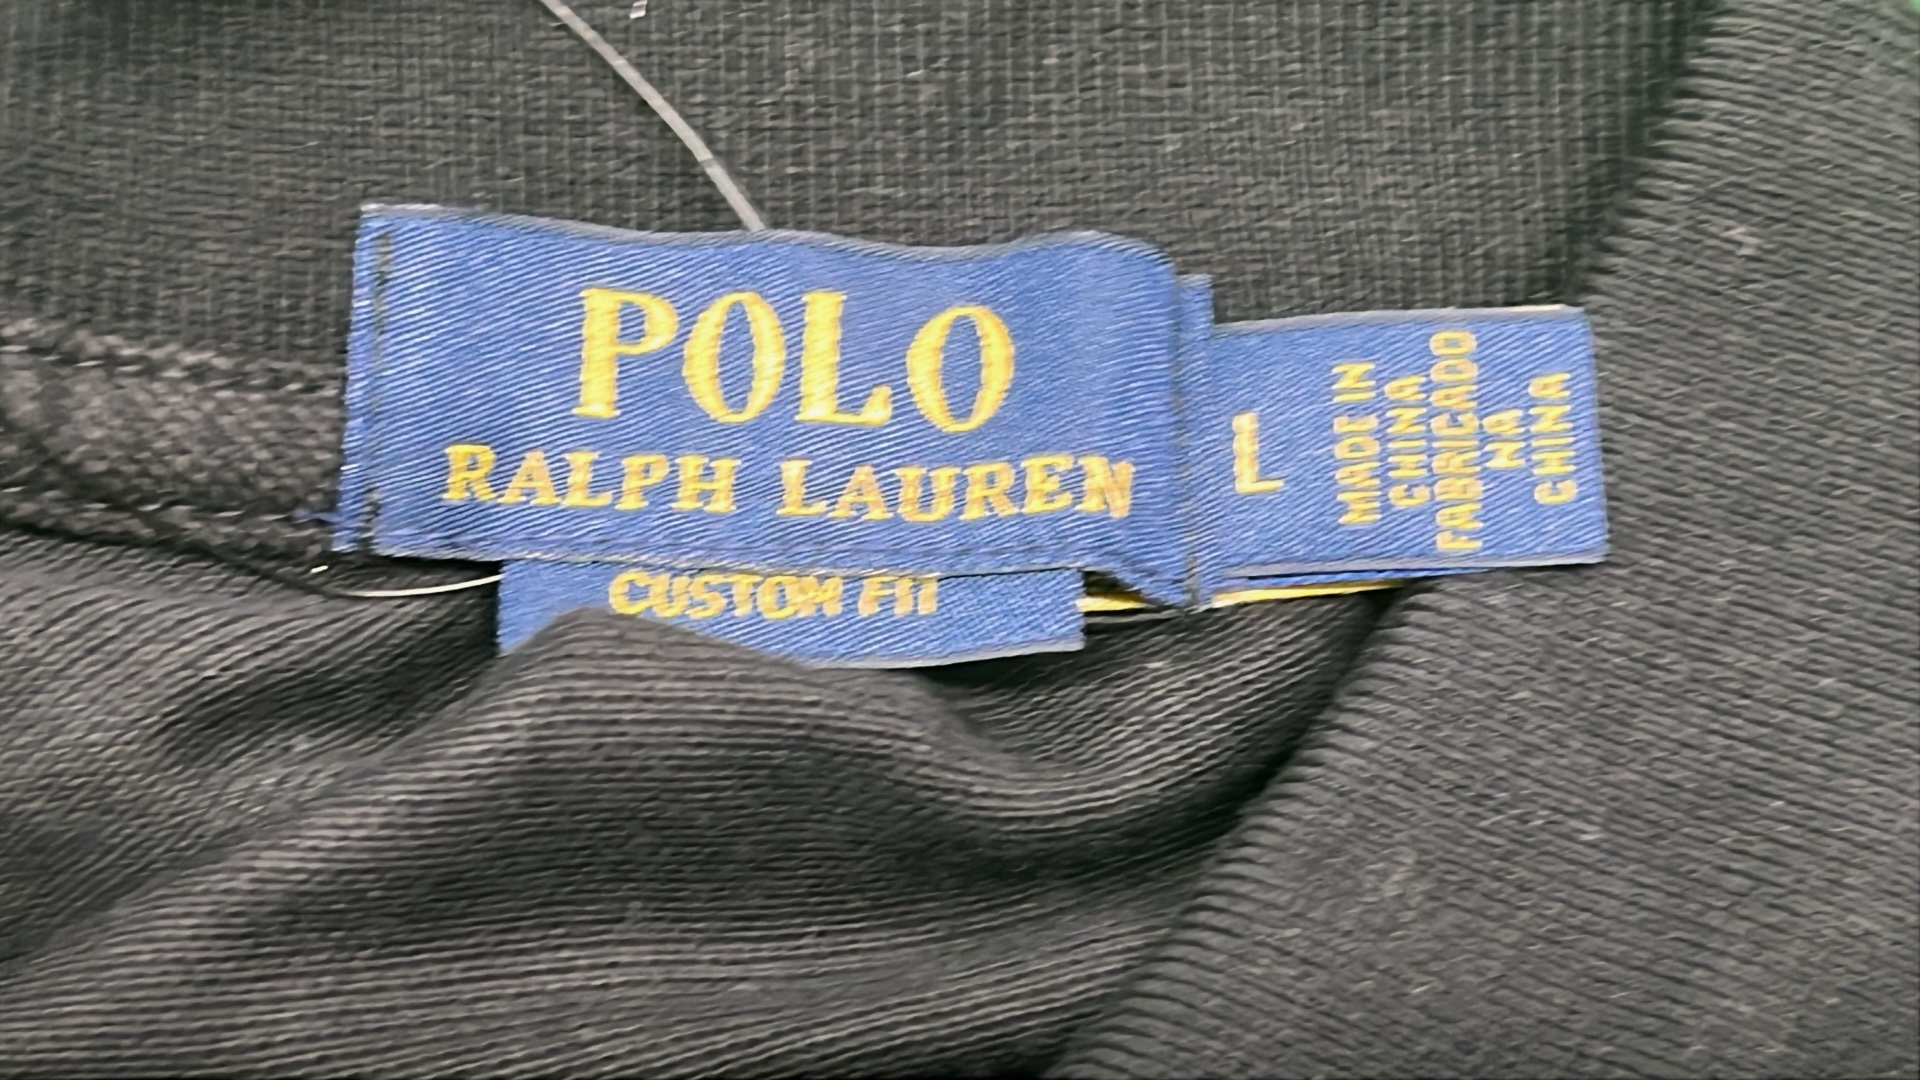 POLO
RALPH LAUREN
CUSTOM FIT
L
MADE IN
CHINA
FABRICADO
NA
CHINA